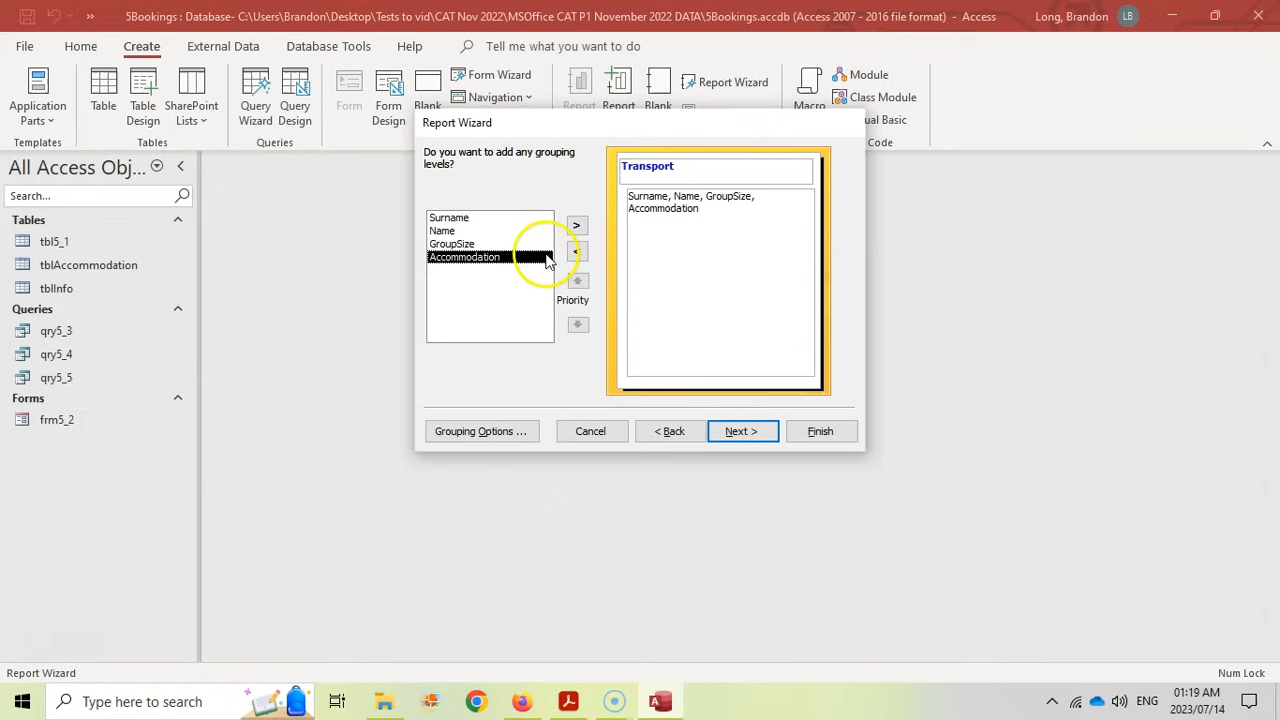 5Bookings : Database- C:\Users\Brandon\Desktop\Tests to vid\CAT Nov 2022\MSOffice CAT P1 November 2022 DATA\5Bookings.accdb (Access 2007 - 2016 file format) - Access
Long, Brandon
LB
File
Home
Create
External Data
Database Tools
Help
Tell me what you want to do
Application Parts
Table
Table Design
SharePoint Lists
Query Wizard
Query Design
Form
Form Design
Blank
Form Wizard
Navigation
Report
Report
Blank
Report Wizard
Macro
Module
Class Module
Basic
Templates
Tables
Queries
Code
All Access Obj...
Search...
Tables
tbl5_1
tblAccommodation
tblInfo
Queries
qry5_3
qry5_4
qry5_5
Forms
frm5_2
Report Wizard
Do you want to add any grouping
levels?
Surname
Name
GroupSize
Accommodation
>
<
Priority
Transport
Surname, Name, GroupSize,
Accommodation
Grouping Options ...
Cancel
< Back
Next >
Finish
Report Wizard
Num Lock
Type here to search
ENG
01:19 AM
2023/07/14